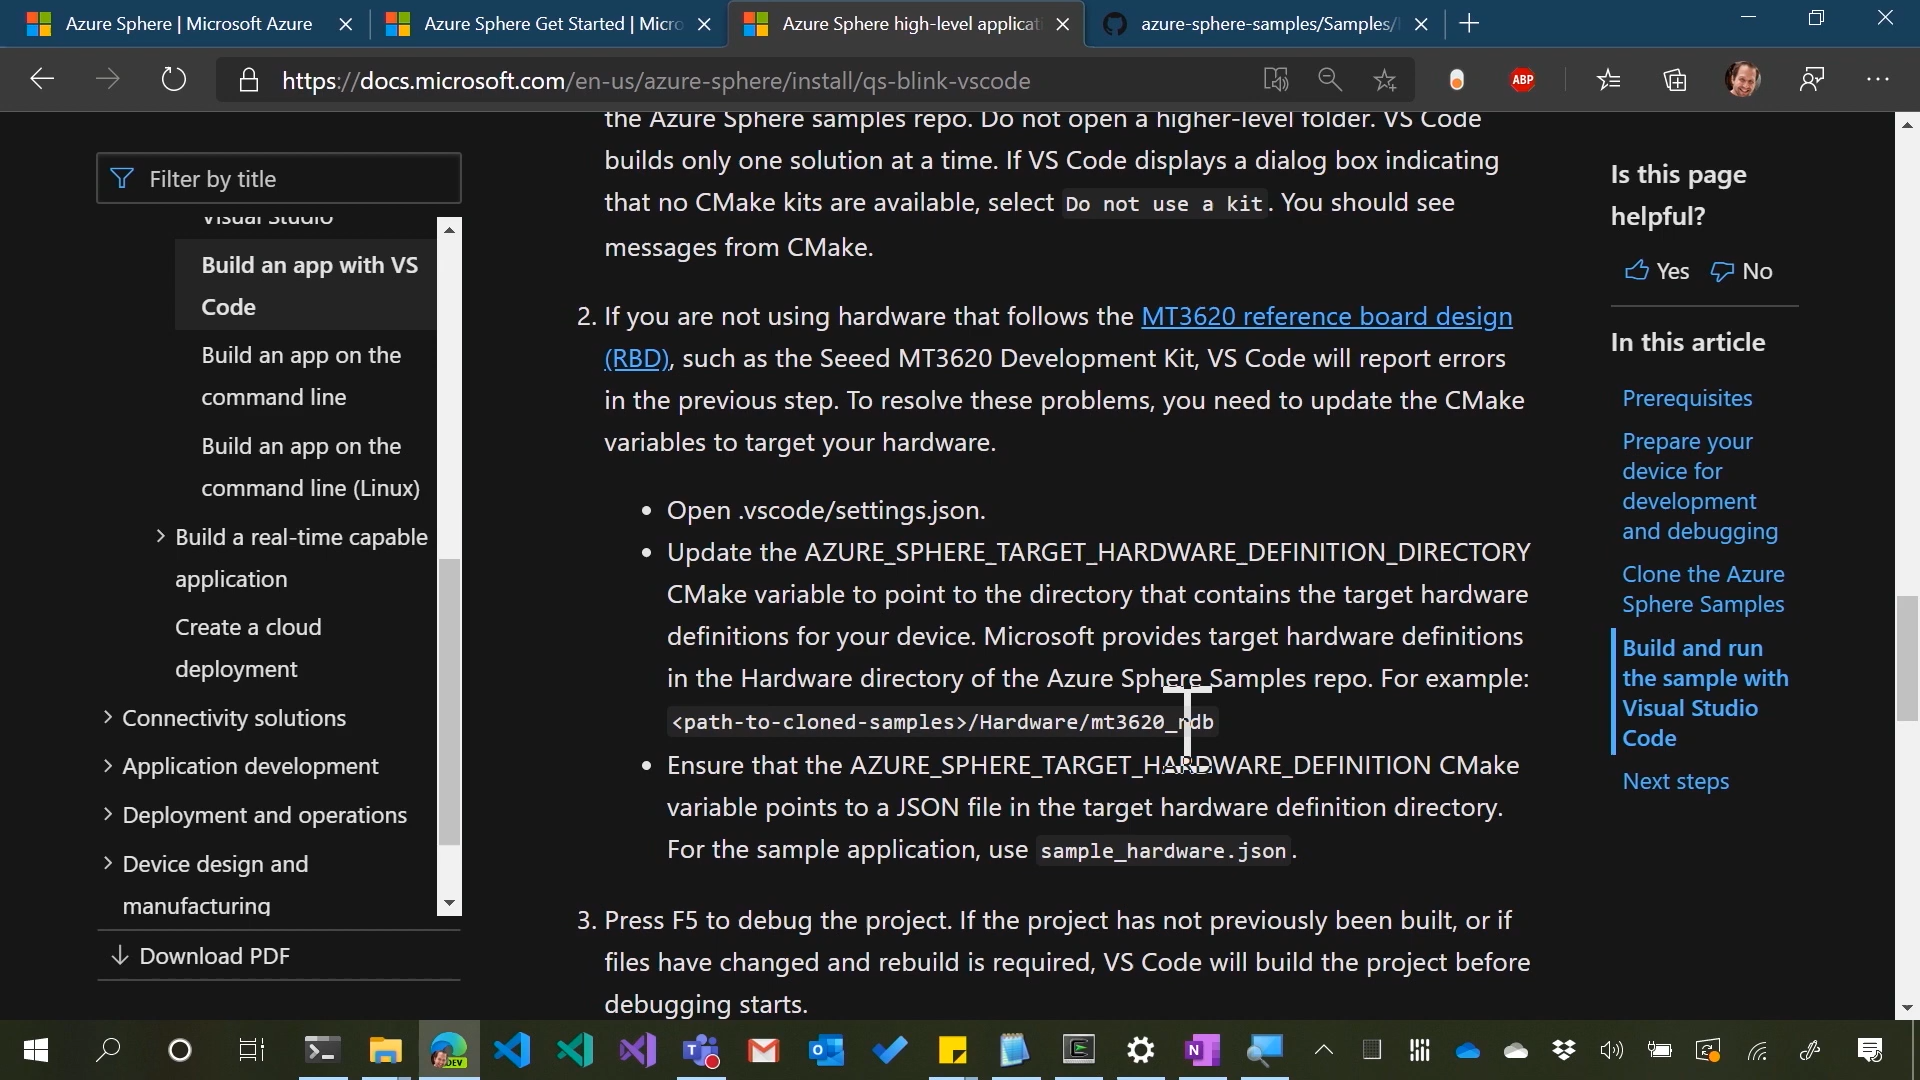 Azure Sphere | Microsoft Azure
Azure Sphere Get Started | Micro
Azure Sphere high-level applicati
azure-sphere-samples/Samples/
https://docs.microsoft.com/en-us/azure-sphere/install/qs-blink-vscode
ABP
Filter by title
Visual Studio
Build an app with VS
Code
Build an app on the
command line
Build an app on the
command line (Linux)
Build a real-time capable
application
Create a cloud
deployment
Connectivity solutions
Application development
Deployment and operations
Device design and
manufacturing
Download PDF
the Azure Sphere samples repo. Do not open a higher-level folder. VS Code
builds only one solution at a time. If VS Code displays a dialog box indicating
that no CMake kits are available, select Do not use a kit. You should see
messages from CMake.
2. If you are not using hardware that follows the MT3620 reference board design
(RBD), such as the Seeed MT3620 Development Kit, VS Code will report errors
in the previous step. To resolve these problems, you need to update the CMake
variables to target your hardware.
• Open .vscode/settings.json.
• Update the AZURE_SPHERE_TARGET_HARDWARE_DEFINITION_DIRECTORY
CMake variable to point to the directory that contains the target hardware
definitions for your device. Microsoft provides target hardware definitions
in the Hardware directory of the Azure Sphere Samples repo. For example:
<path-to-cloned-samples>/Hardware/mt3620_rdb
• Ensure that the AZURE_SPHERE_TARGET_HARDWARE_DEFINITION CMake
variable points to a JSON file in the target hardware definition directory.
For the sample application, use sample_hardware.json.
3. Press F5 to debug the project. If the project has not previously been built, or if
files have changed and rebuild is required, VS Code will build the project before
debugging starts.
Is this page
helpful?
Yes No
In this article
Prerequisites
Prepare your
device for
development
and debugging
Clone the Azure
Sphere Samples
Build and run
the sample with
Visual Studio
Code
Next steps
DEV